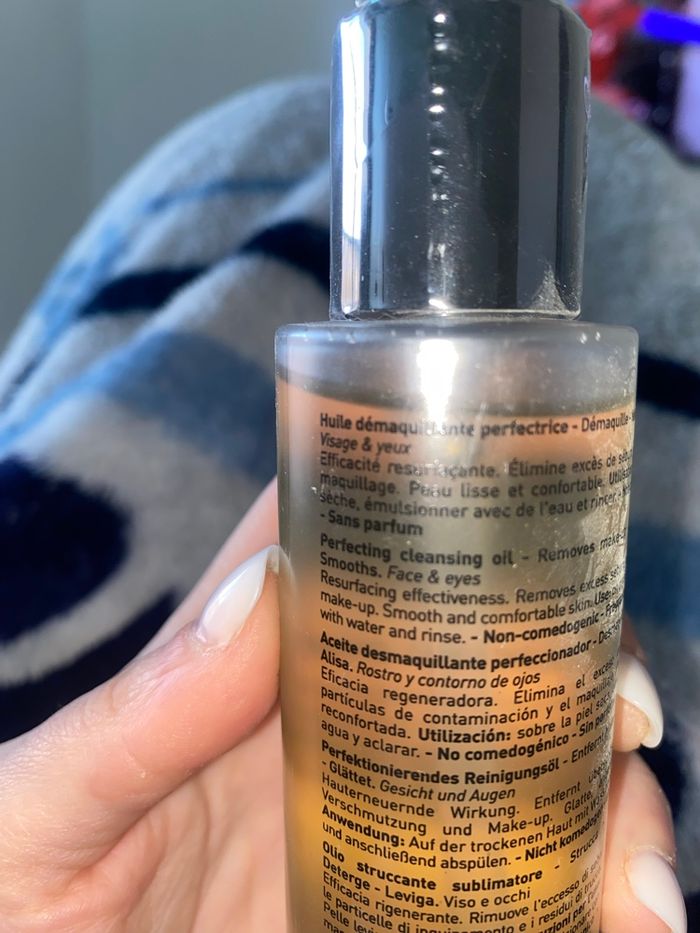 Huile démaquillante perfectrice - Démaquille -
Visage & yeux
Efficacité resurfaçante. Élimine excès de
maquillage. Peau lisse et confortable.
sèche, émulsionner avec de l'eau et rincer -
- Sans parfum
Perfecting cleansing oil - Removes make-
Smooths. Face & eyes
Resurfacing effectiveness. Removes excess
make-up. Smooth and comfortable skin. Use:
with water and rinse. - Non-comedogenic -
Aceite desmaquillante perfeccionador -
Alisa. Rostro y contorno de ojos
Eficacia regeneradora. Elimina el exceso
partículas de contaminación y el
reconfortada. Utilización: sobre la piel
agua y aclarar. - No comedogénico - Sin
Perfektionierendes Reinigungsöl - Entfernt
- Glättet. Gesicht und Augen
Hauterneuernde Wirkung. Entfernt
Verschmutzung und Make-up. Glatte,
Anwendung: Auf der trockenen Haut mit
und anschließend abspülen. - Nicht
Olio struccante sublimatore -
Deterge - Leviga. Viso e occhi
Efficacia rigenerante. Rimuove l'eccesso di
le particelle di inquinamento e i residui di
Pelle